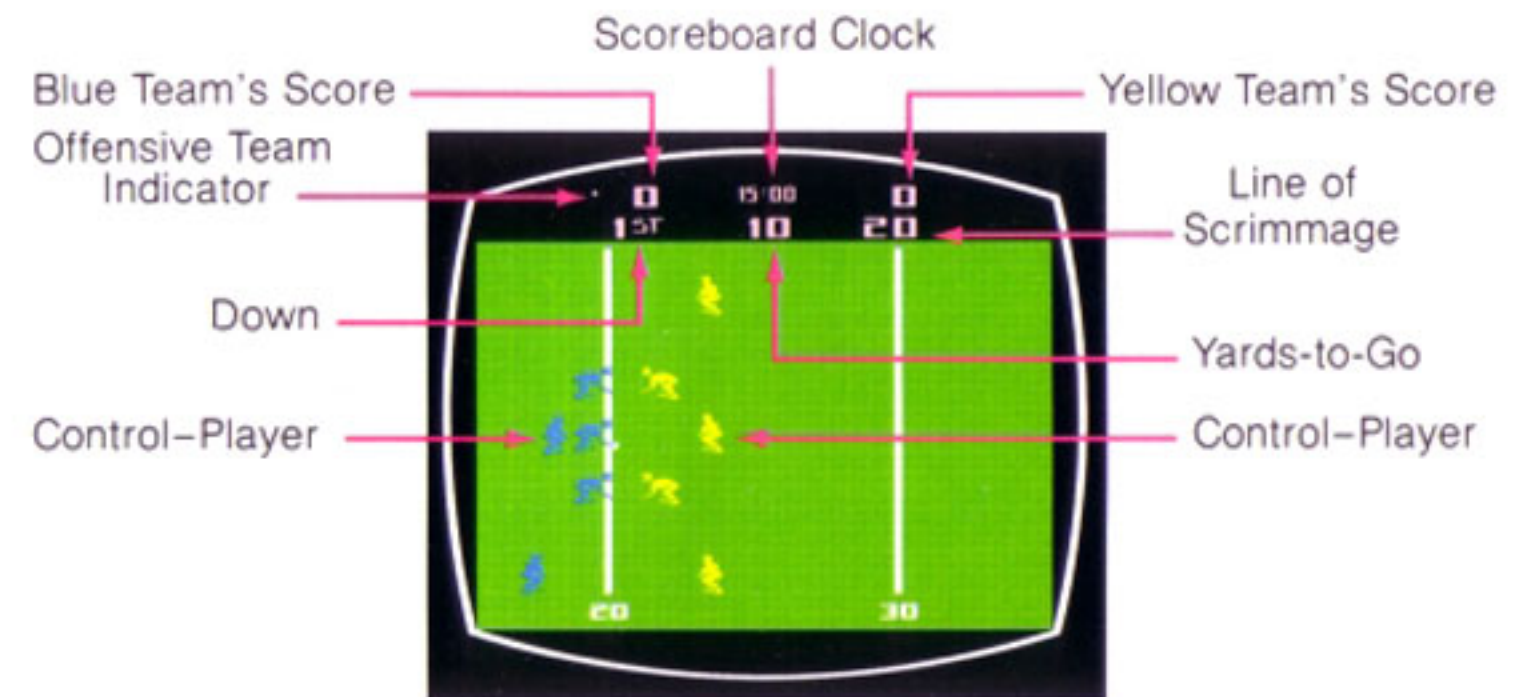 Scoreboard Clock
Blue Team's Score
Yellow Team's Score
Offensive Team
Indicator
Line of
Scrimmage
0 15:00 0
1ST 10 20
Down
Yards-to-Go
Control-Player
Control-Player
20 30